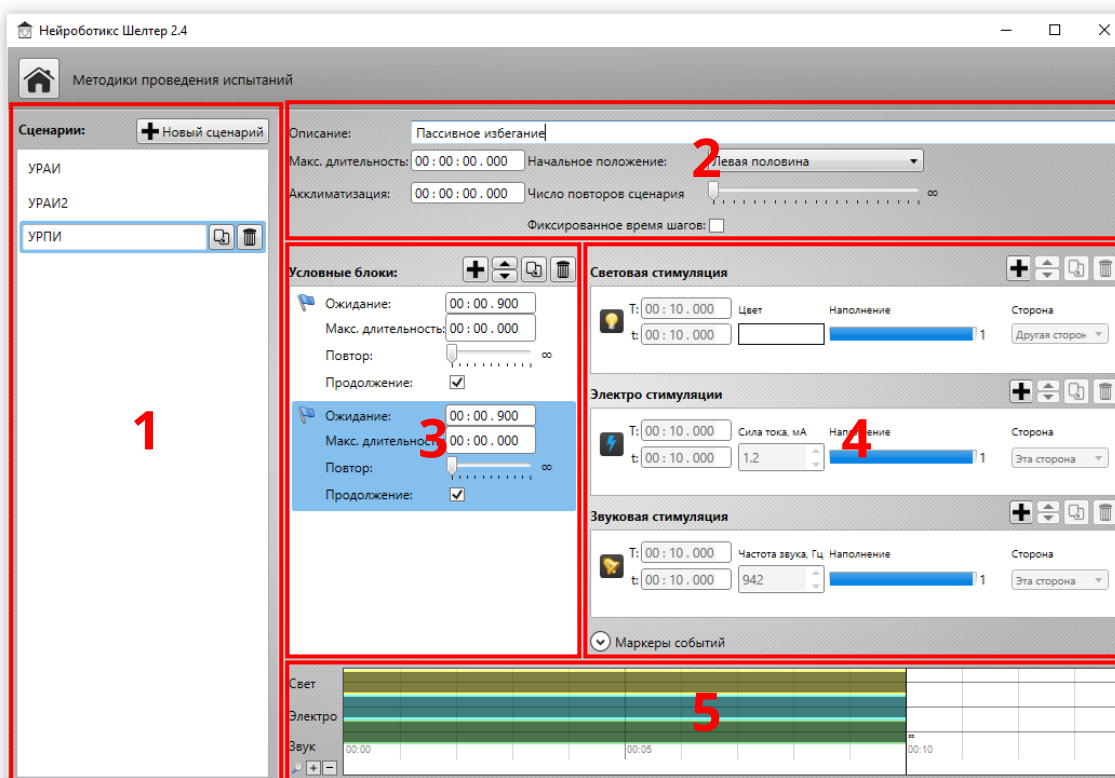 Нейроботикс Шелтер 2.4
Методики проведения испытаний
Сценарии:
Новый сценарий
УРАИ
УРАИ2
УРПИ
1
Описание: Пассивное избегание
Макс. длительность: 00 : 00 : 00 . 000 Начальное положение: Левая половина
2
Акклиматизация: 00 : 00 : 00 . 000 Число повторов сценария ∞
Фиксированное время шагов:
Условные блоки:
Ожидание: 00 : 00 . 900
Макс. длительность: 00 : 00 . 000
Повтор: ∞
Продолжение:
Ожидание: 00 : 00 . 900
Макс. длительность: 00 : 00 . 000
3
Повтор: ∞
Продолжение:
Световая стимуляция
T: 00 : 10 . 000 Цвет Наполнение Сторона
t: 00 : 10 . 000 1 Другая сторон
Электро стимуляции
T: 00 : 10 . 000 Сила тока, мА Наполнение Сторона
4
t: 00 : 10 . 000 1.2 1 Эта сторона
Звуковая стимуляция
T: 00 : 10 . 000 Частота звука, Гц Наполнение Сторона
t: 00 : 10 . 000 942 1 Эта сторона
Маркеры событий
Свет
Электро
5
Звук
00:00 00:05 ∞ 00:10
+ −